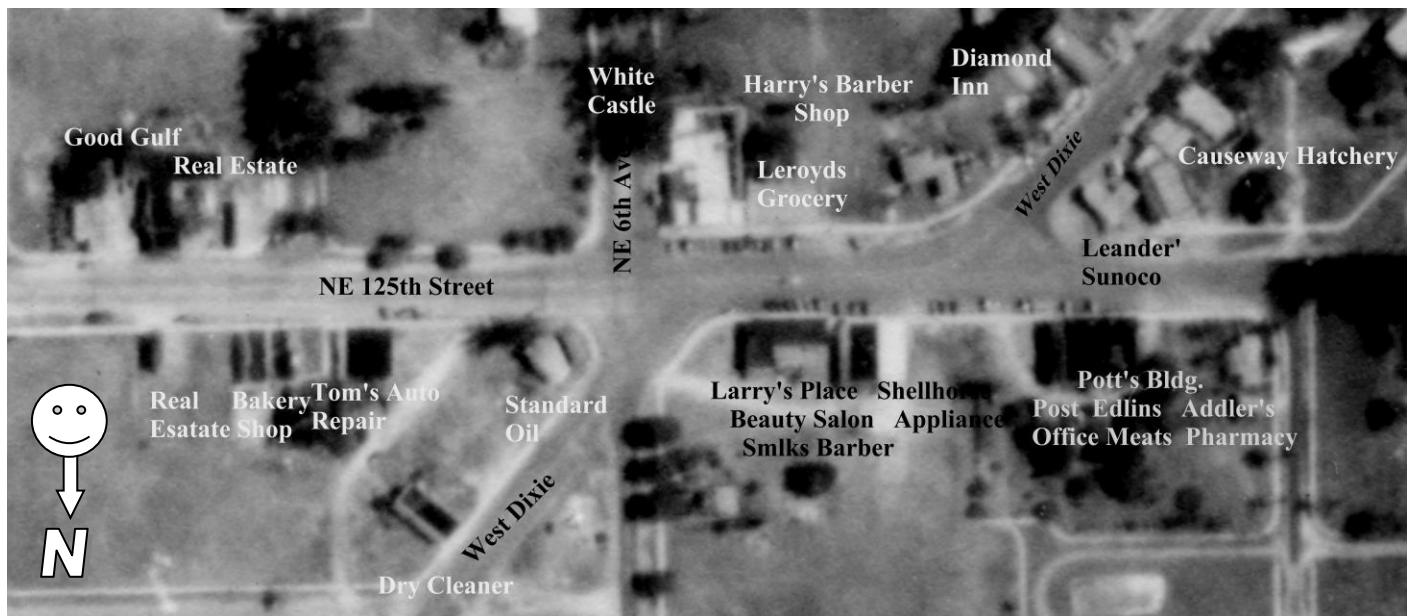 White
Castle
Diamond
Inn
Harry's Barber
Shop
Good Gulf
Real Estate
Leroyds
Grocery
West Dixie
Causeway Hatchery
NE 6th Ave
Leander'
Sunoco
NE 125th Street
Real
Esatate
Bakery
Shop
Tom's Auto
Repair
Standard
Oil
Larry's Place
Beauty Salon
Smlks Barber
Appliance
Pott's Bldg.
Post Edlins Addler's
Office Meats Pharmacy
West Dixie
Dry Cleaner
N